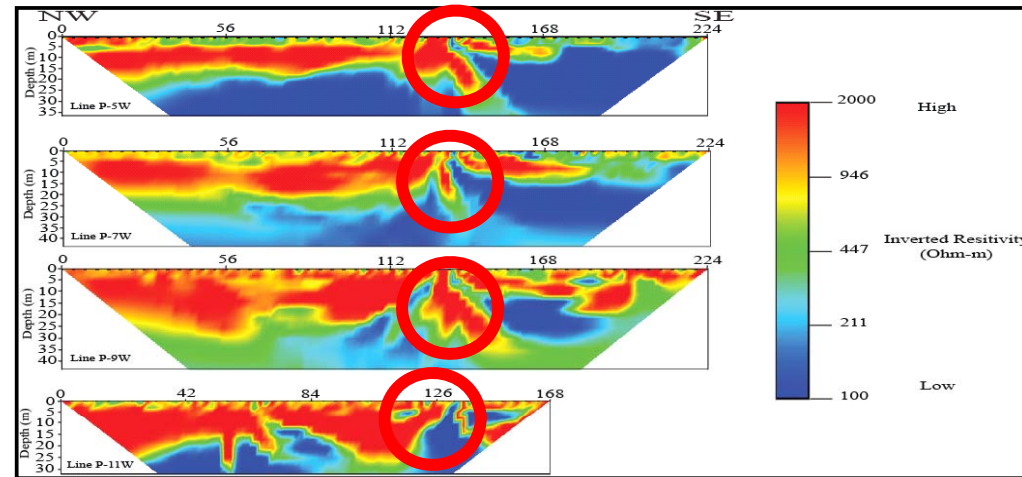 NW SE
0 56 112 168 224
Depth (m)
0
5
10
15
20
25
30
35
Line P-5W
0 56 112 168 224
Depth (m)
0
5
10
15
20
25
30
35
40
Line P-7W
0 56 112 168 224
Depth (m)
0
5
10
15
20
25
30
35
40
Line P-9W
0 42 84 126 168
Depth (m)
0
5
10
15
20
25
30
Line P-11W
2000 High
946
Inverted Resitivity
447 (Ohm-m)
211
100 Low